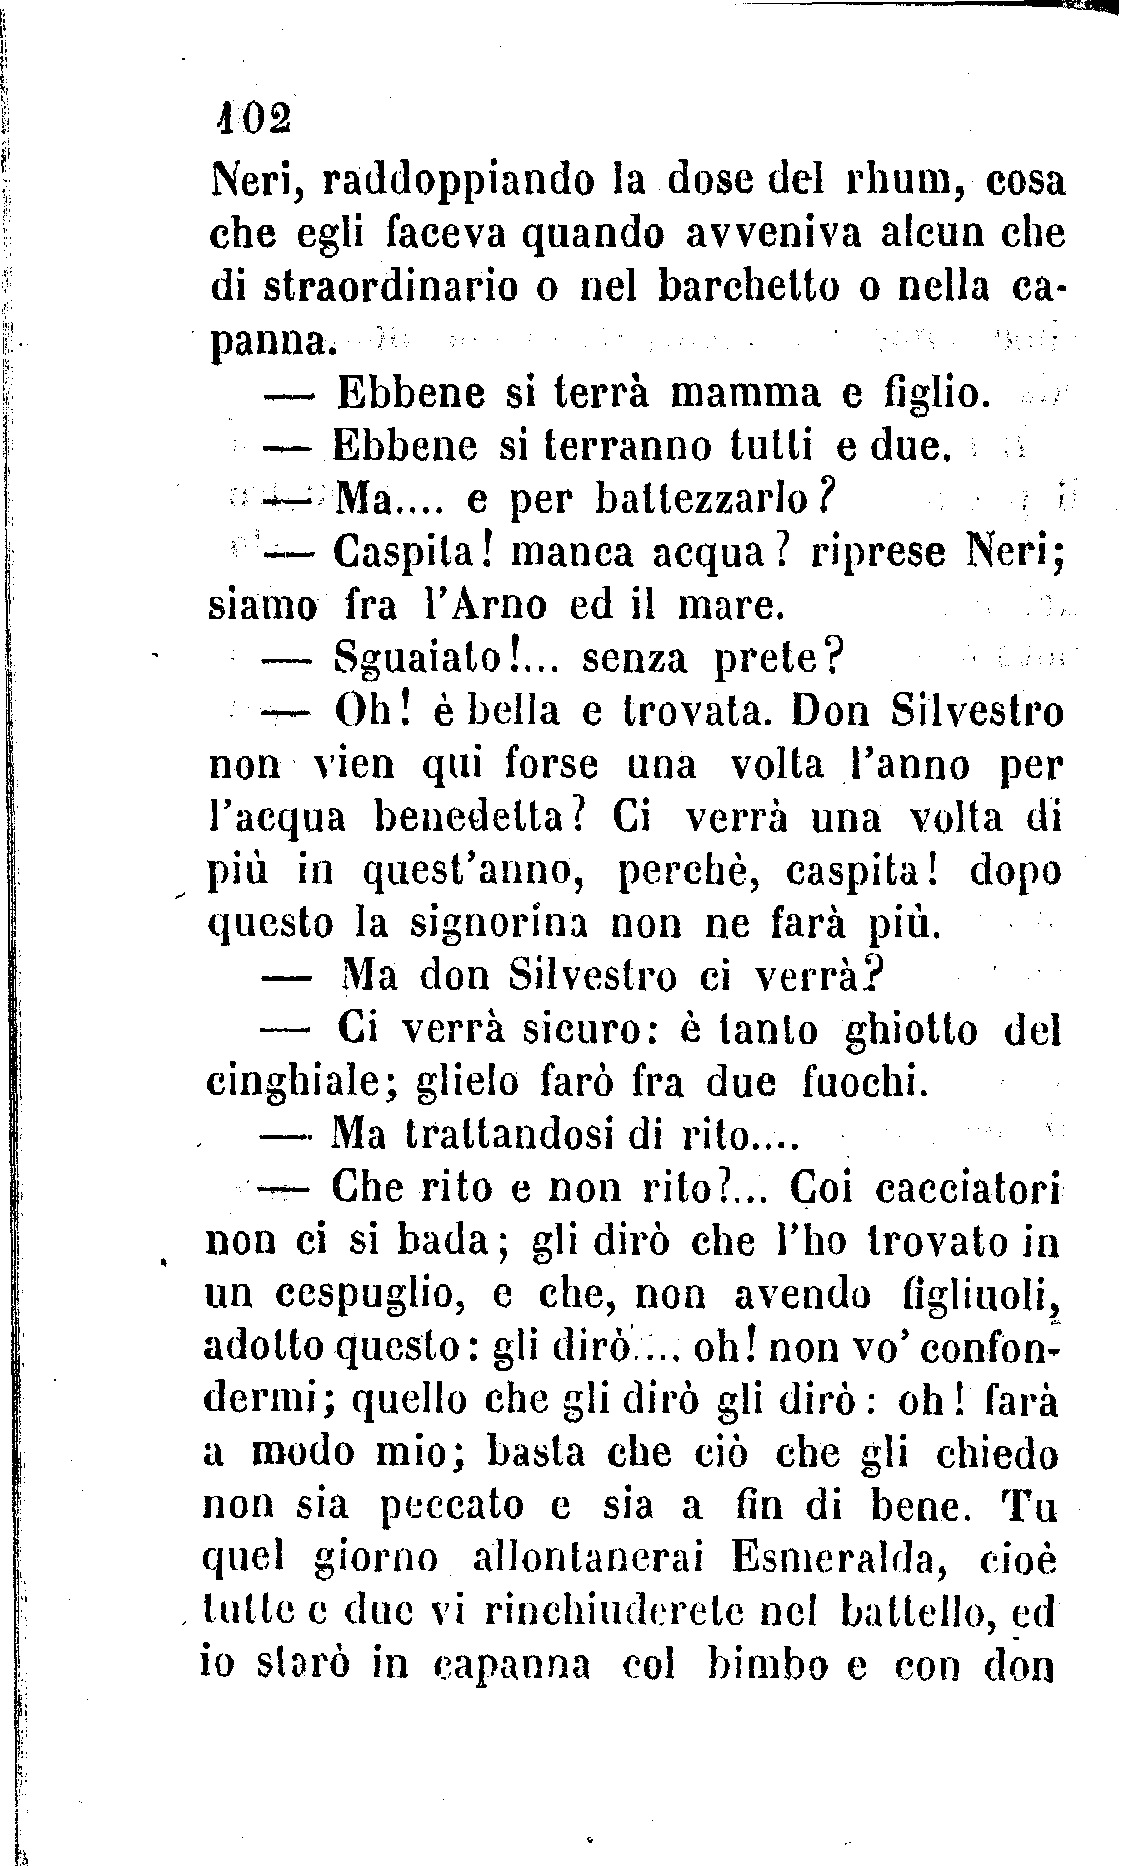 102
Neri, raddoppiando la dose del rhum, cosa
che egli faceva quando avveniva alcun che
di straordinario o nel barchetto o nella ca-
panna.
— Ebbene si terrà mamma e figlio.
— Ebbene si terranno tutti e due.
— Ma.... e per battezzarlo?
— Caspita! manca acqua? riprese Neri;
siamo fra l'Arno ed il mare.
— Sguaiato!... senza prete?
— Oh! è bella e trovata. Don Silvestro
non vien qui forse una volta l'anno per
l'acqua benedetta? Ci verrà una volta di
più in quest'anno, perchè, caspita! dopo
questo la signorina non ne farà più.
— Ma don Silvestro ci verrà?
— Ci verrà sicuro: è tanto ghiotto del
cinghiale; glielo farò fra due fuochi.
— Ma trattandosi di rito....
— Che rito e non rito?... Coi cacciatori
non ci si bada; gli dirò che l'ho trovato in
un cespuglio, e che, non avendo figliuoli,
adotto questo: gli dirò.... oh! non vo' confon-
dermi; quello che gli dirò gli dirò: oh! farà
a modo mio; basta che ciò che gli chiedo
non sia peccato e sia a fin di bene. Tu
quel giorno allontanerai Esmeralda, cioè
tutte e due vi rinchiuderete nel battello, ed
io starò in capanna col bimbo e con don